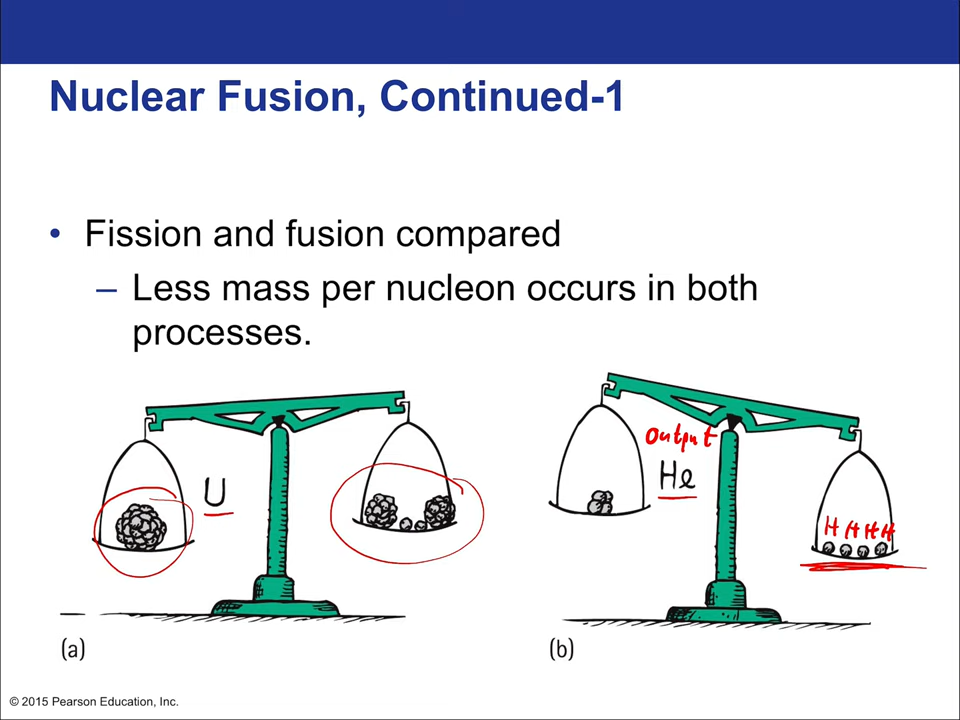 Nuclear Fusion, Continued-1
• Fission and fusion compared
– Less mass per nucleon occurs in both
processes.
U
Output
He
H H H H
(a)
(b)
© 2015 Pearson Education, Inc.